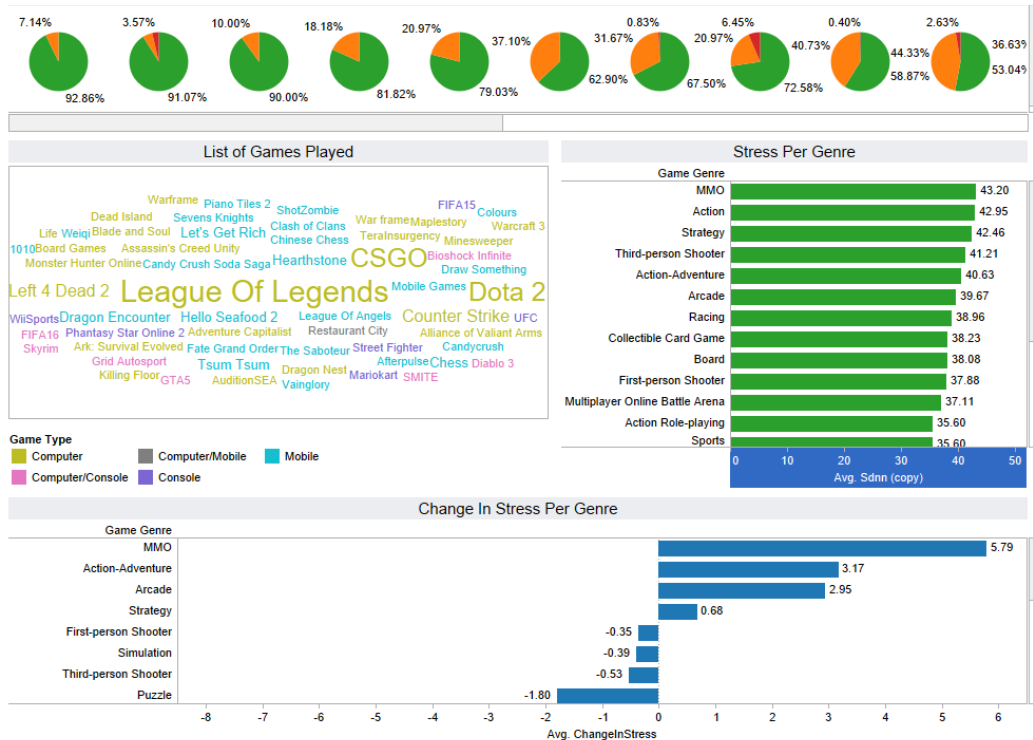 7.14% 3.57% 10.00% 18.18% 20.97% 37.10% 31.67% 0.83% 20.97% 6.45% 40.73% 0.40% 44.33% 2.63% 36.63%
92.86% 91.07% 90.00% 81.82% 79.03% 62.90% 67.50% 72.58% 58.87% 53.04%
List of Games Played
Warframe Piano Tiles 2 ShotZombie FIFA15 Colours
Dead Island Sevens Knights Clash of Clans War frame Maplestory Warcraft 3
Life Weiqi Blade and Soul Let's Get Rich Chinese Chess TeraInsurgency Minesweeper
1010 Board Games Assassin's Creed Unity Hearthstone CSGO Bioshock Infinite
Monster Hunter Online Candy Crush Soda Saga Draw Something
Left 4 Dead 2 League Of Legends Mobile Games Dota 2
WiiSports Dragon Encounter Hello Seafood 2 League Of Angels Counter Strike UFC
FIFA16 Phantasy Star Online 2 Adventure Capitalist Restaurant City Alliance of Valiant Arms
Skyrim Ark: Survival Evolved Fate Grand Order The Saboteur Street Fighter Candycrush
Grid Autosport Tsum Tsum Dragon Nest Afterpulse Chess Diablo 3
Killing Floor GTA5 AuditionSEA Vainglory Mariokart SMITE
Game Type
Computer Computer/Mobile Mobile
Computer/Console Console
Stress Per Genre
Game Genre
MMO 43.20
Action 42.95
Strategy 42.46
Third-person Shooter 41.21
Action-Adventure 40.63
Arcade 39.67
Racing 38.96
Collectible Card Game 38.23
Board 38.08
First-person Shooter 37.88
Multiplayer Online Battle Arena 37.11
Action Role-playing 35.60
Sports 35.60
0 10 20 30 40 50
Avg. Sdnn (copy)
Change In Stress Per Genre
Game Genre
MMO 5.79
Action-Adventure 3.17
Arcade 2.95
Strategy 0.68
First-person Shooter -0.35
Simulation -0.39
Third-person Shooter -0.53
Puzzle -1.80
-8 -7 -6 -5 -4 -3 -2 -1 0 1 2 3 4 5 6
Avg. ChangeInStress